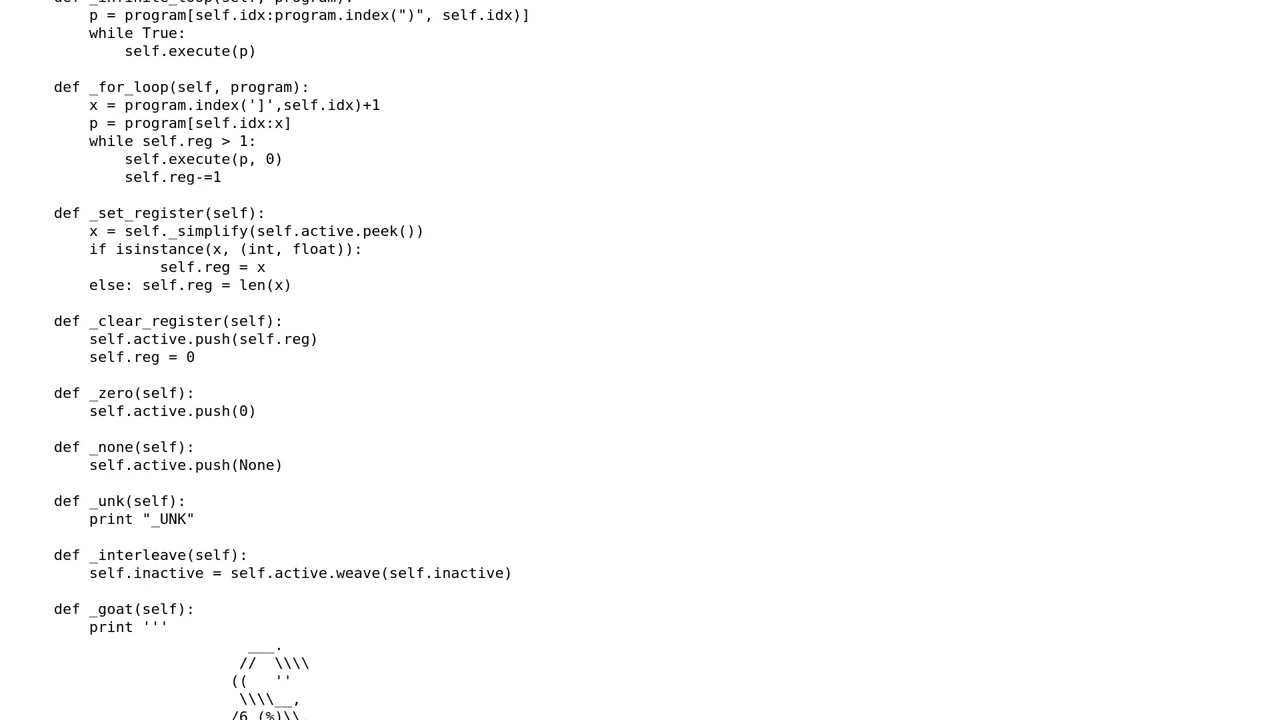 def _infinite_loop(self, program):
        p = program[self.idx:program.index(")", self.idx)]
        while True:
            self.execute(p)

    def _for_loop(self, program):
        x = program.index(']',self.idx)+1
        p = program[self.idx:x]
        while self.reg > 1:
            self.execute(p, 0)
            self.reg-=1

    def _set_register(self):
        x = self._simplify(self.active.peek())
        if isinstance(x, (int, float)):
                self.reg = x
        else: self.reg = len(x)

    def _clear_register(self):
        self.active.push(self.reg)
        self.reg = 0

    def _zero(self):
        self.active.push(0)

    def _none(self):
        self.active.push(None)

    def _unk(self):
        print "_UNK"

    def _interleave(self):
        self.inactive = self.active.weave(self.inactive)

    def _goat(self):
        print '''
                          ___.
                         //  \\\\
                        ((   ''
                         \\\\__,
                        /6 (%)\\,